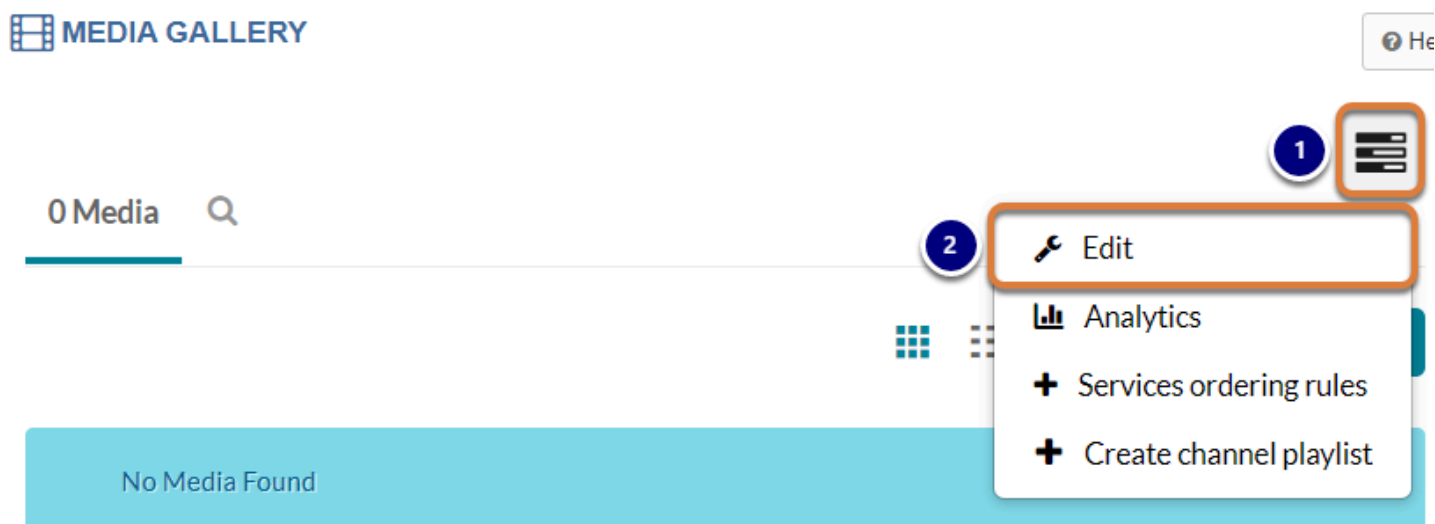 MEDIA GALLERY
He
1
0 Media
2
Edit
Analytics
Services ordering rules
Create channel playlist
No Media Found